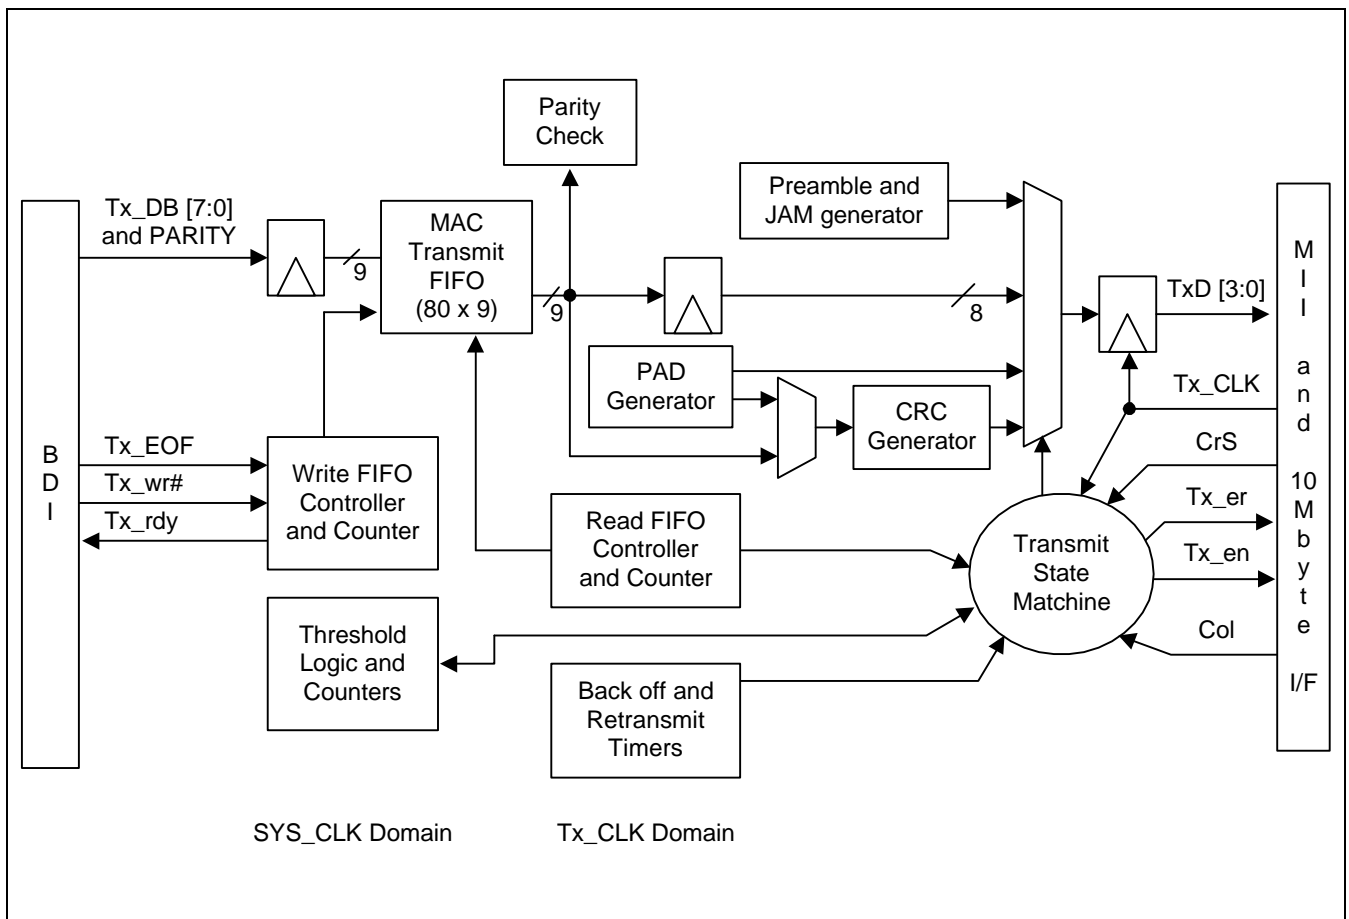 Parity
Check
Preamble and
JAM generator
Tx_DB [7:0]
and PARITY
MAC
Transmit
FIFO
(80 x 9)
9
9
8
TxD [3:0]
PAD
Generator
CRC
Generator
Tx_CLK
CrS
Tx_er
Tx_en
Col
B
D
I
Tx_EOF
Tx_wr#
Tx_rdy
Write FIFO
Controller
and Counter
Read FIFO
Controller
and Counter
Transmit
State
Matchine
Threshold
Logic and
Counters
Back off and
Retransmit
Timers
M
I
I
a
n
d
10
M
b
y
t
e
I/F
SYS_CLK Domain
Tx_CLK Domain